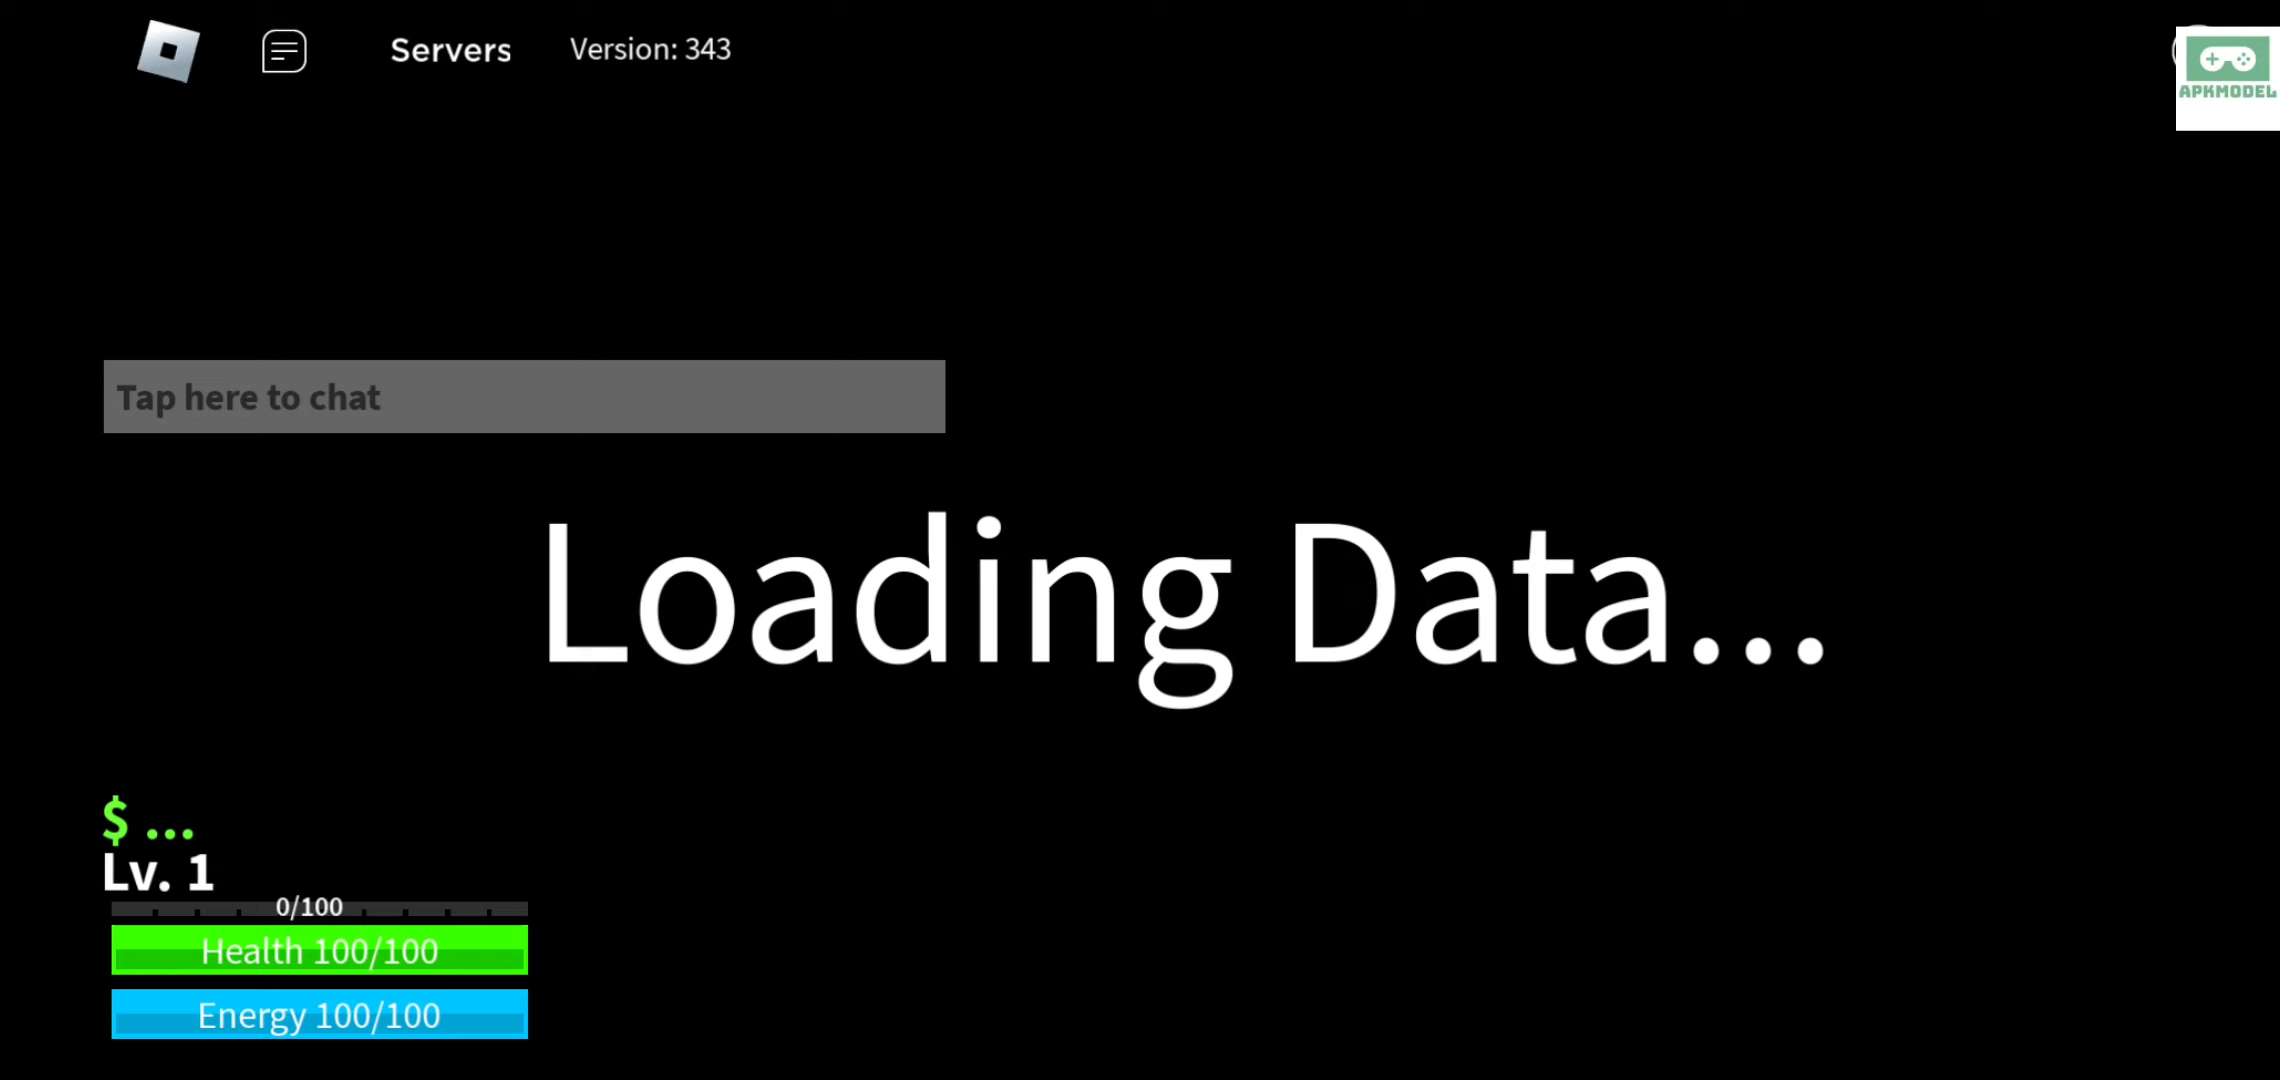 Servers
Version: 343
APKMODEL
Tap here to chat
Loading Data...
$ ...
Lv. 1
0/100
Health 100/100
Energy 100/100